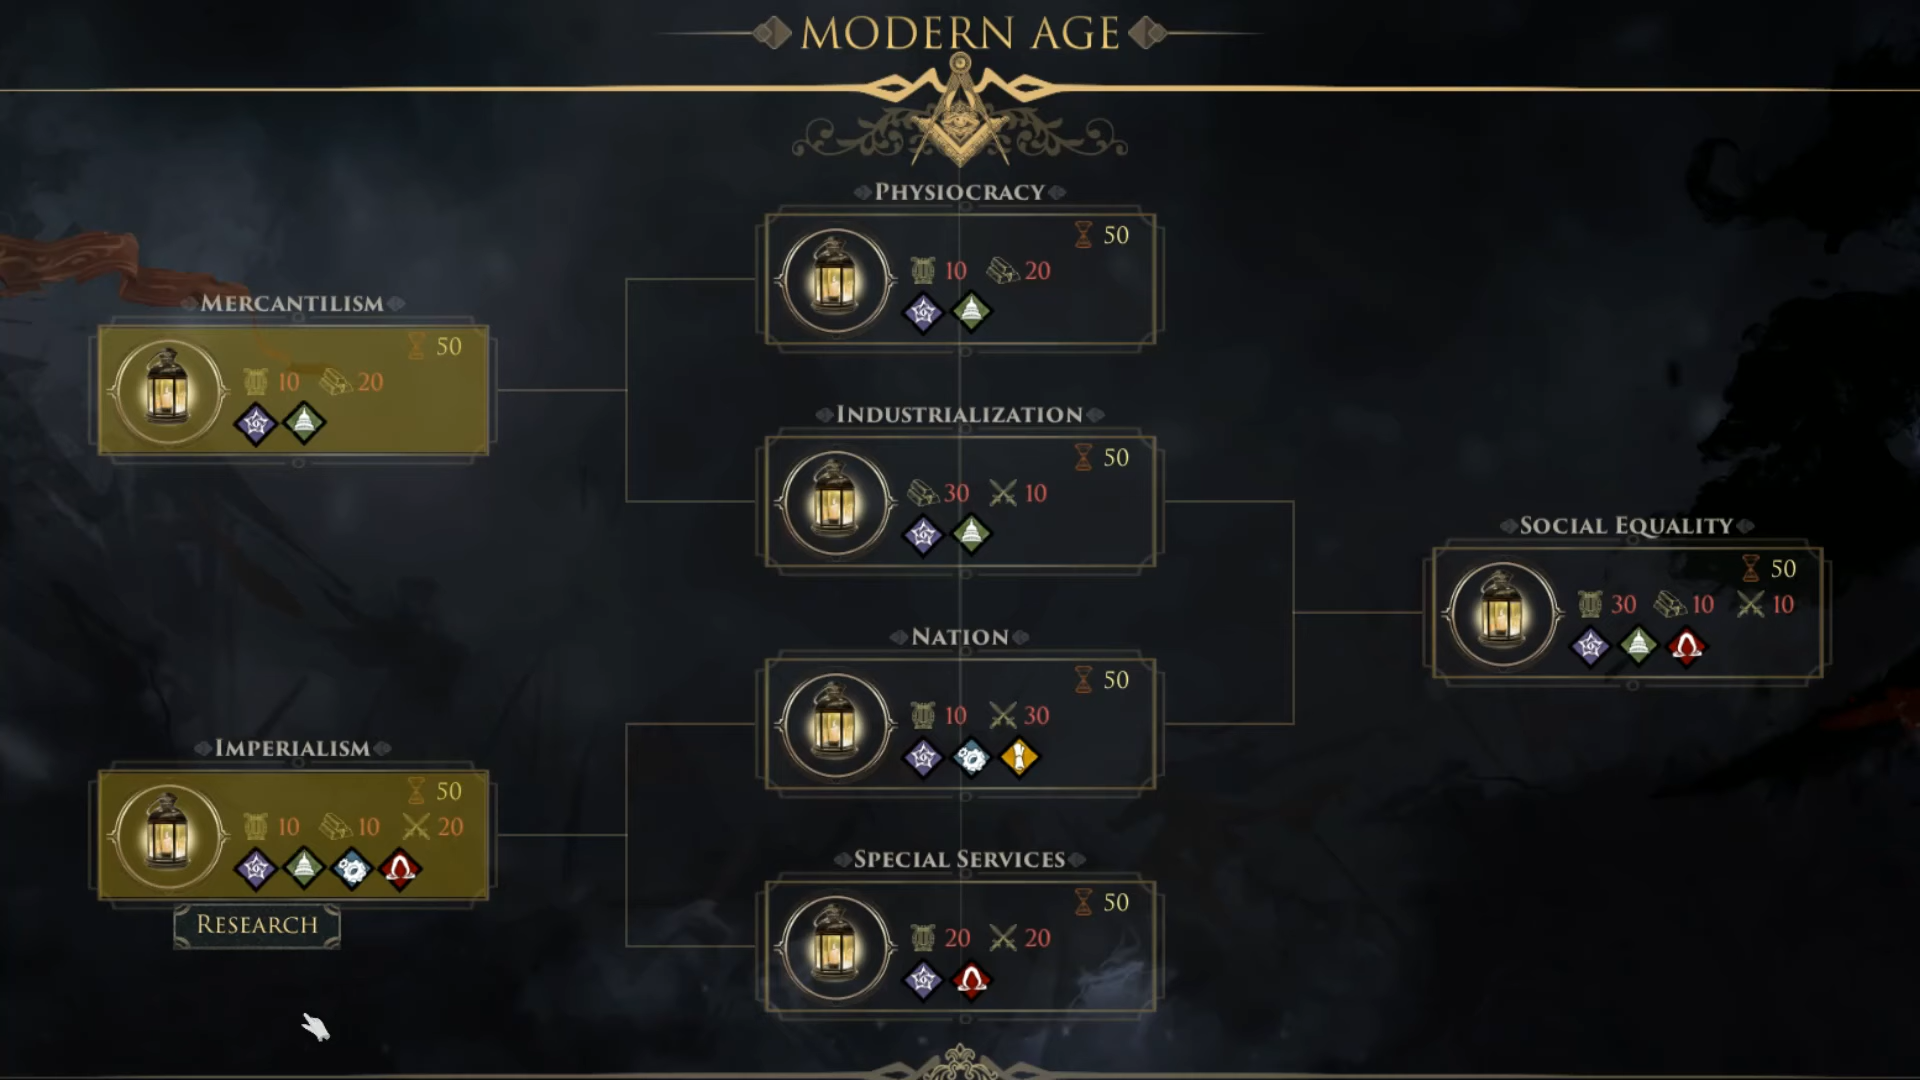 MODERN AGE
PHYSIOCRACY
50
10 20
MERCANTILISM
50
10 20
INDUSTRIALIZATION
50
30 10
SOCIAL EQUALITY
50
30 10 10
NATION
50
10 30
IMPERIALISM
50
10 10 20
RESEARCH
SPECIAL SERVICES
50
20 20